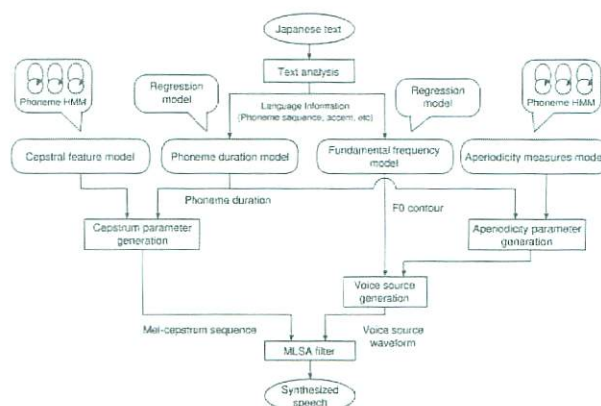 Japanese text
Text analysis
Phoneme HMM
Regression model
Language Information
(Phoneme sequence, accent, etc)
Regression
model
Phoneme HMM
Cepstral feature model
Phoneme duration model
Fundamental frequency
model
Aperiodicity measures model
Phoneme duration
F0 contour
Cepstrum parameter
generation
Aperiodicity parameter
generation
Voice source
generation
Mel-cepstrum sequence
Voice source
waveform
MLSA filter
Synthesized
speech